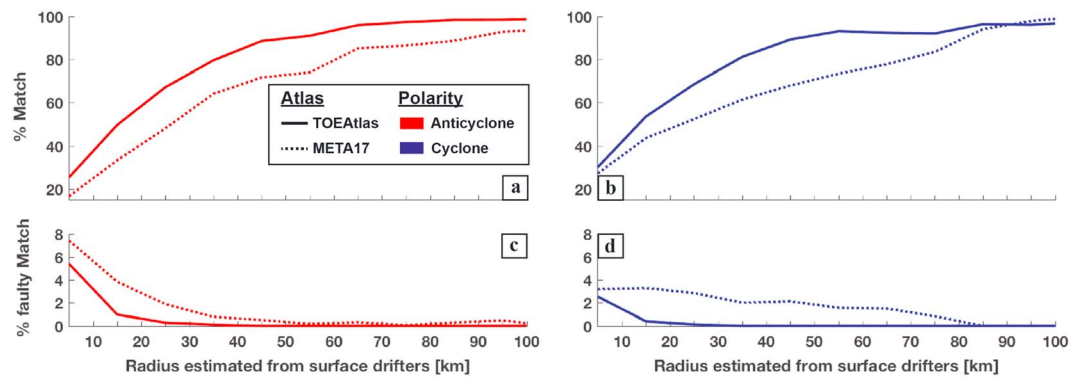 100
80
60
40
20
% Match
Atlas Polarity
TOEAtlas Anticyclone
META17 Cyclone
a
100
80
60
40
20
b
8
6
4
2
0
% faulty Match
c
10 20 30 40 50 60 70 80 90 100
Radius estimated from surface drifters [km]
8
6
4
2
0
d
10 20 30 40 50 60 70 80 90 100
Radius estimated from surface drifters [km]